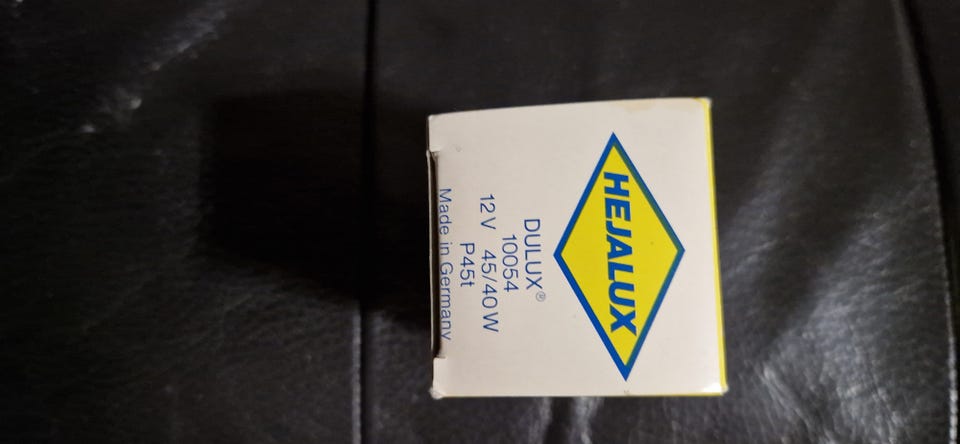 HEJALUX
DULUX®
10054
12V 45/40W
P45t
Made in Germany